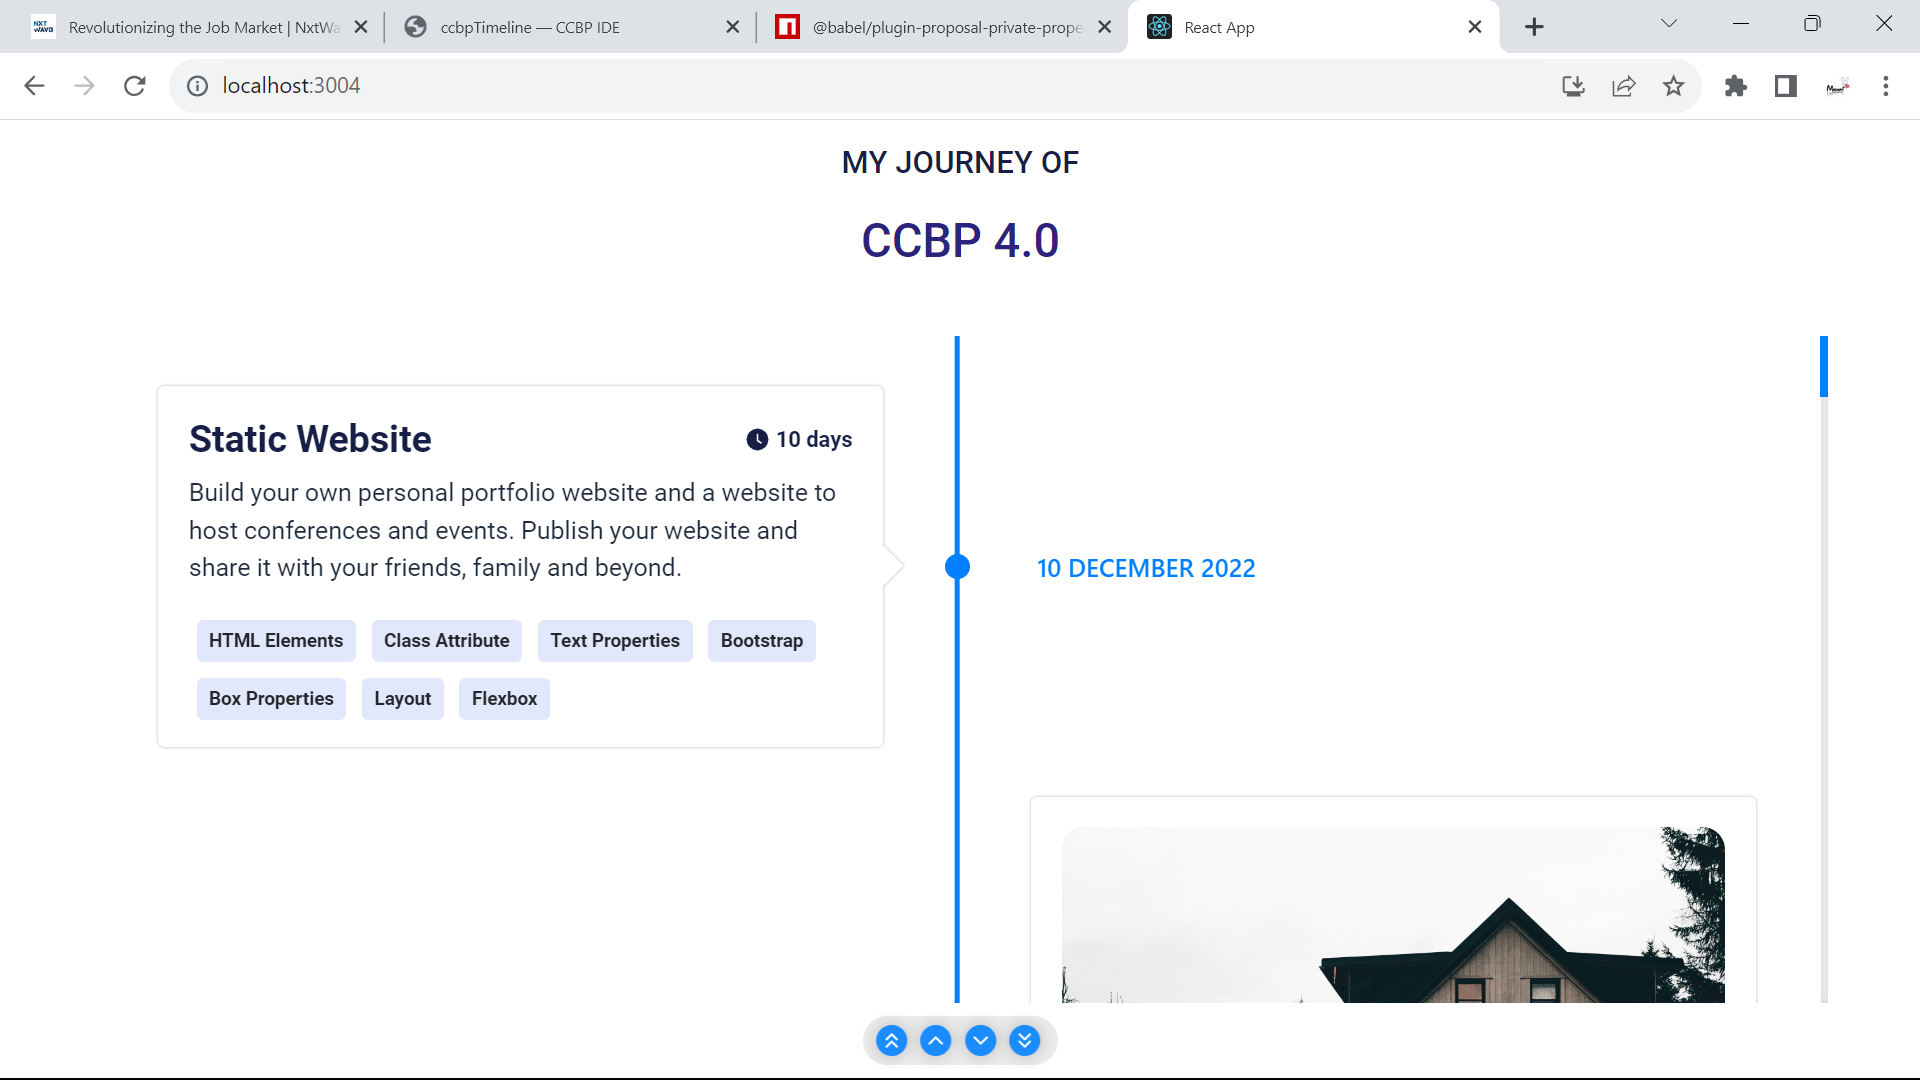 Revolutionizing the Job Market | NxtWa
ccbpTimeline — CCBP IDE
@babel/plugin-proposal-private-prope
React App
localhost:3004
MY JOURNEY OF
CCBP 4.0
Static Website
10 days
Build your own personal portfolio website and a website to
host conferences and events. Publish your website and
share it with your friends, family and beyond.
HTML Elements Class Attribute Text Properties Bootstrap
Box Properties Layout Flexbox
10 DECEMBER 2022